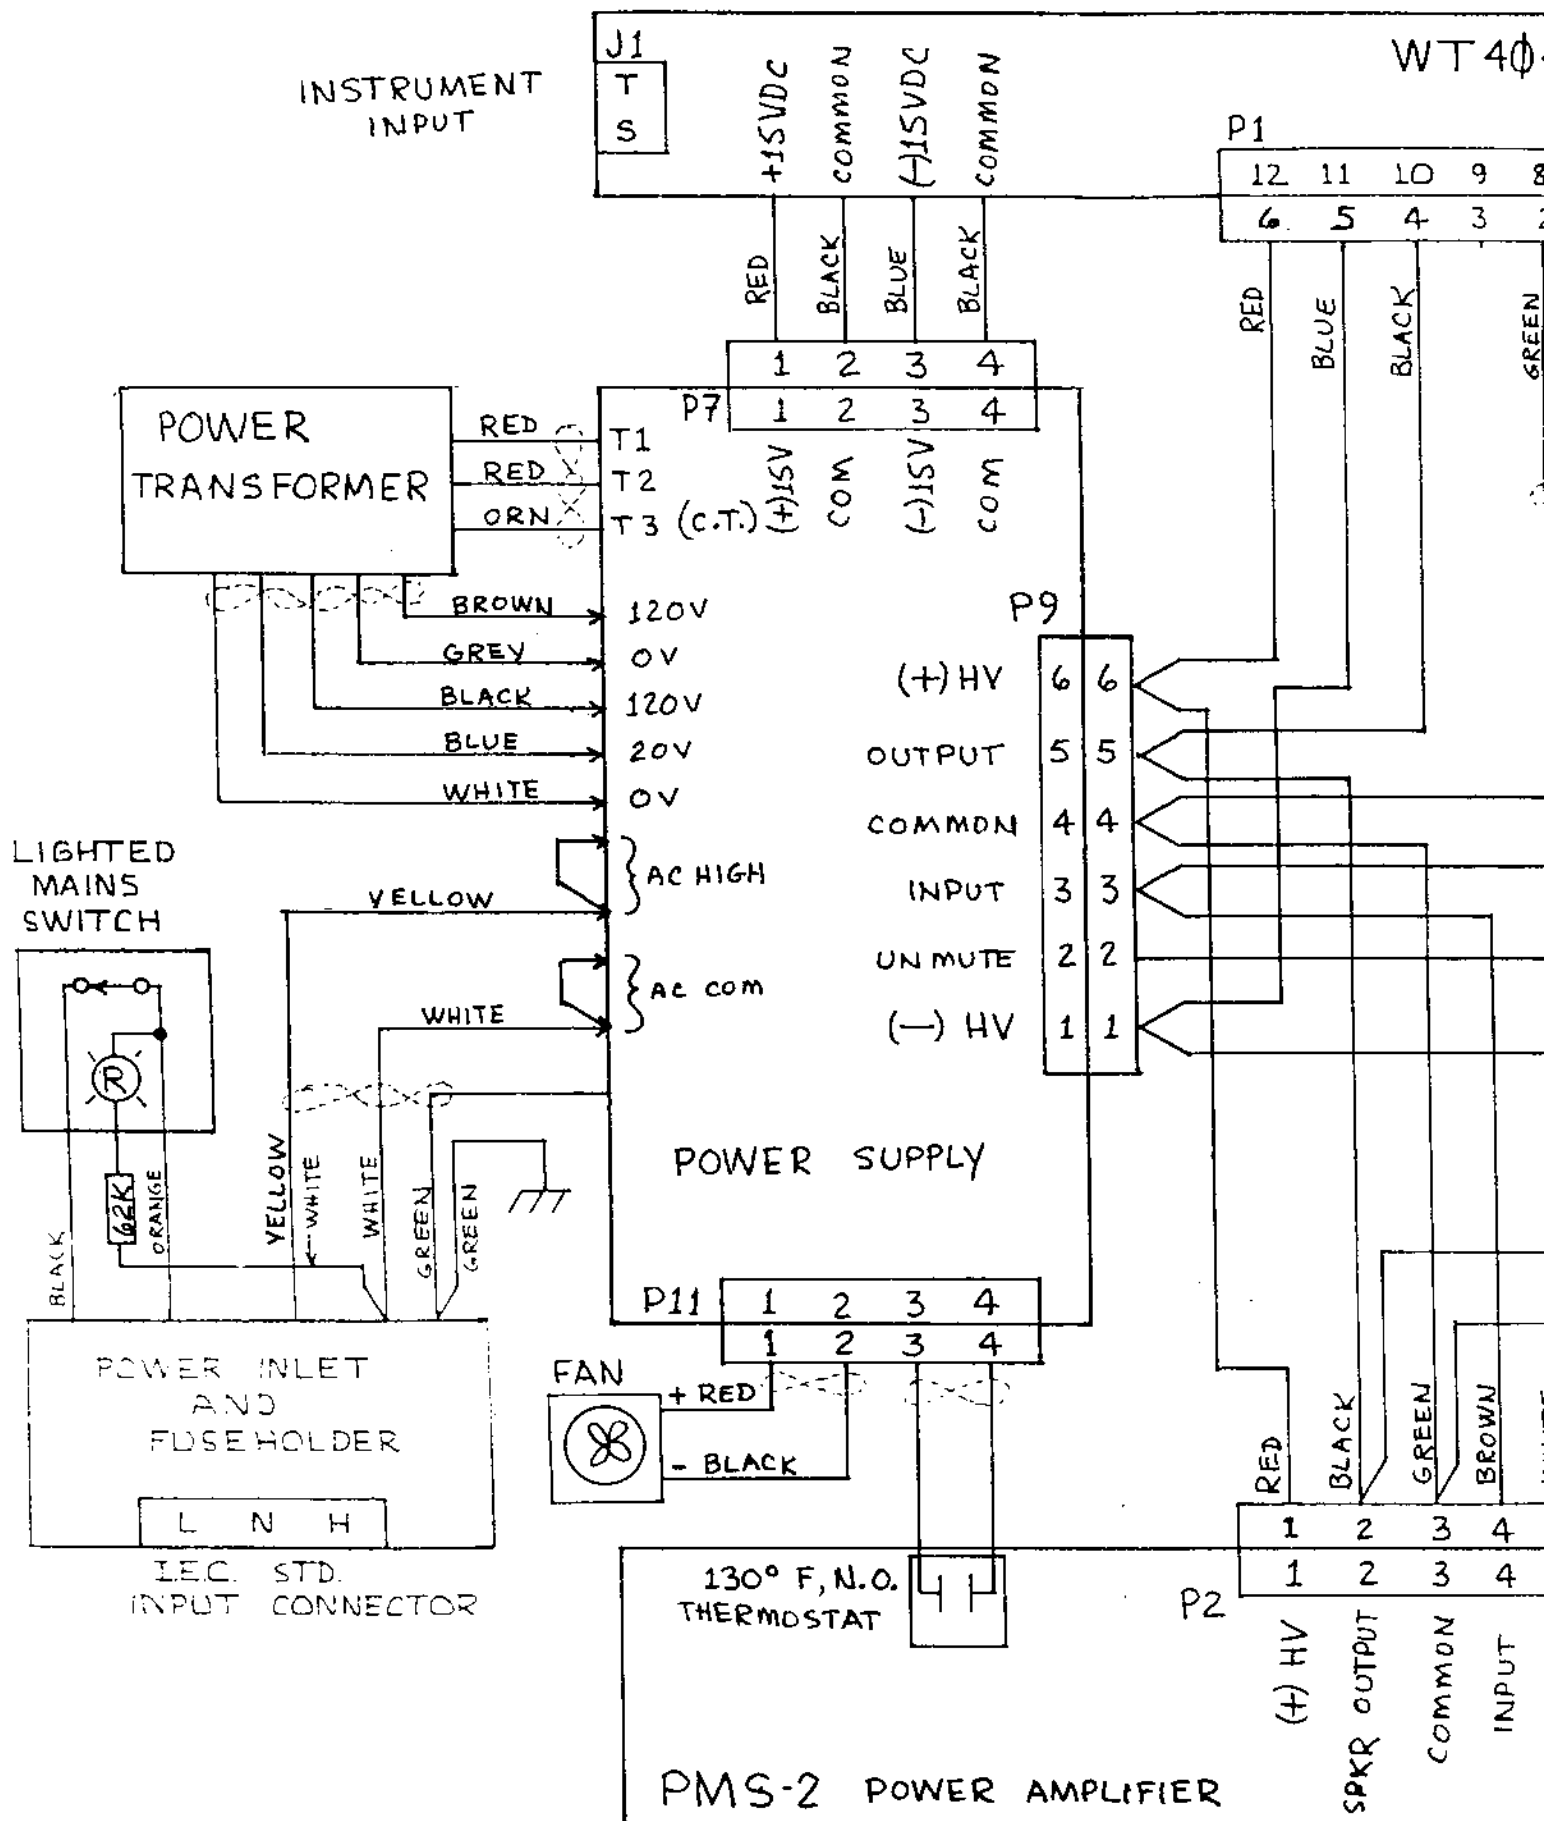 J1
T
S
INSTRUMENT
INPUT
+15VDC
COMMON
(-)15VDC
COMMON
WT40
P1
12 11 10 9 8
6 5 4 3 2
RED
BLACK
BLUE
BLACK
RED
BLUE
BLACK
GREEN
1 2 3 4
P7 1 2 3 4
(+)15V
COM
(-)15V
COM
POWER
TRANSFORMER
RED T1
RED T2
ORN T3 (C.T.)
BROWN 120V
GREY 0V
BLACK 120V
BLUE 20V
WHITE 0V
P9
(+) HV 6 6
OUTPUT 5 5
COMMON 4 4
INPUT 3 3
UNMUTE 2 2
(-) HV 1 1
LIGHTED
MAINS
SWITCH
YELLOW
AC HIGH
WHITE
AC COM
R
62K
BLACK
ORANGE
YELLOW
WHITE
WHITE
GREEN
GREEN
POWER SUPPLY
P11 1 2 3 4
1 2 3 4
POWER INLET
AND
FUSEHOLDER
L N H
I.E.C. STD.
INPUT CONNECTOR
FAN
+ RED
- BLACK
130° F, N.O.
THERMOSTAT
RED
BLACK
GREEN
BROWN
1 2 3 4
1 2 3 4
P2
(+) HV
SPKR OUTPUT
COMMON
INPUT
PMS-2 POWER AMPLIFIER